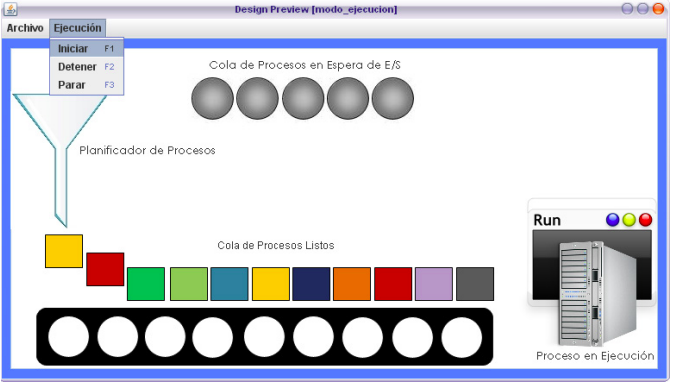 Design Preview [modo_ejecucion]
Archivo Ejecución
Iniciar F1
Detener F2
Parar F3
Cola de Procesos en Espera de E/S
Planificador de Procesos
Cola de Procesos Listos
Run
Proceso en Ejecución